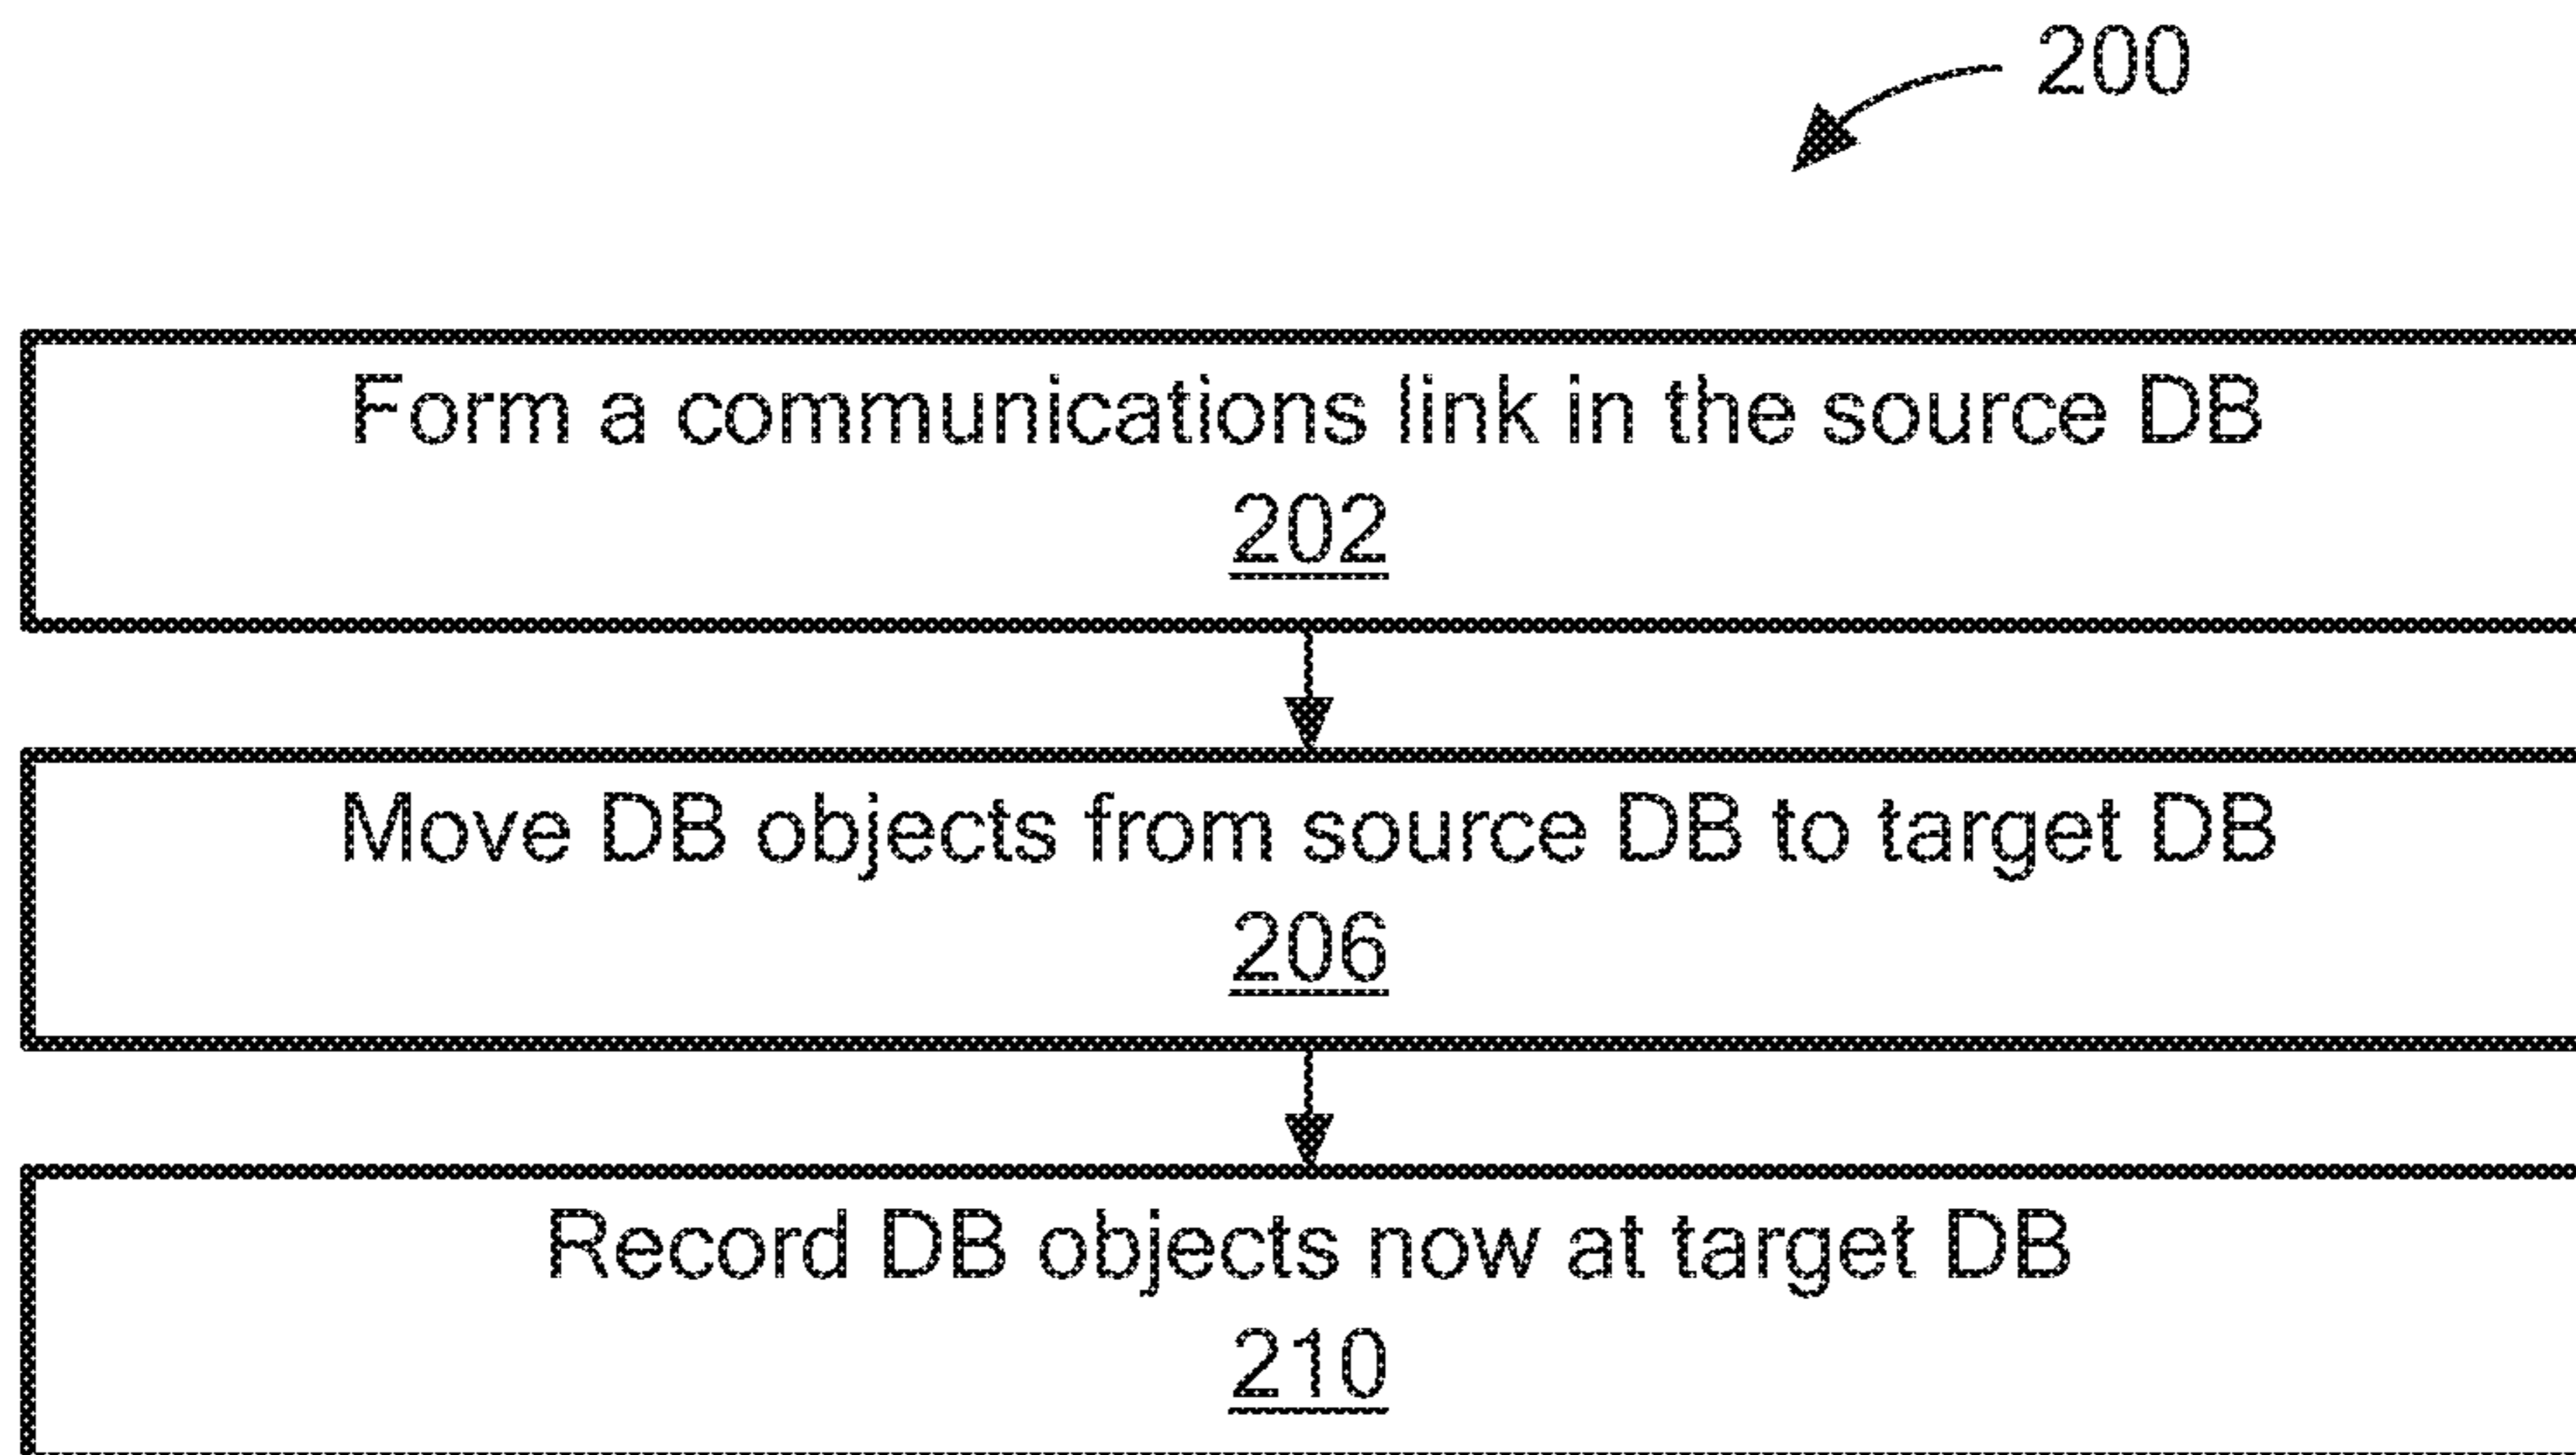 200
Form a communications link in the source DB
202
Move DB objects from source DB to target DB
206
Record DB objects now at target DB
210